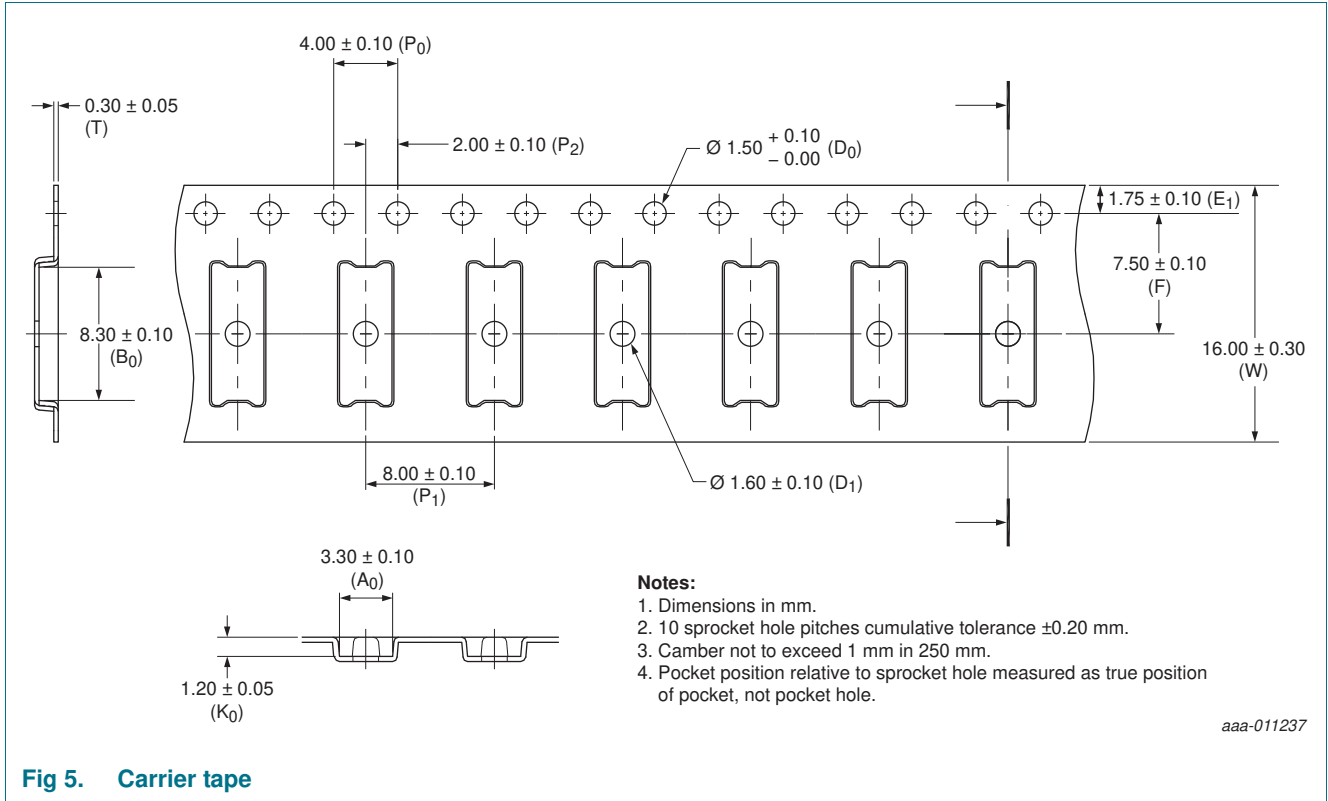 4.00 ± 0.10 (P0)
0.30 ± 0.05
(T)
2.00 ± 0.10 (P2)
Ø 1.50 + 0.10
− 0.00 (D0)
1.75 ± 0.10 (E1)
7.50 ± 0.10
(F)
8.30 ± 0.10
(B0)
16.00 ± 0.30
(W)
8.00 ± 0.10
(P1)
Ø 1.60 ± 0.10 (D1)
3.30 ± 0.10
(A0)
1.20 ± 0.05
(K0)
Notes:
1. Dimensions in mm.
2. 10 sprocket hole pitches cumulative tolerance ±0.20 mm.
3. Camber not to exceed 1 mm in 250 mm.
4. Pocket position relative to sprocket hole measured as true position
of pocket, not pocket hole.
aaa-011237
Fig 5. Carrier tape